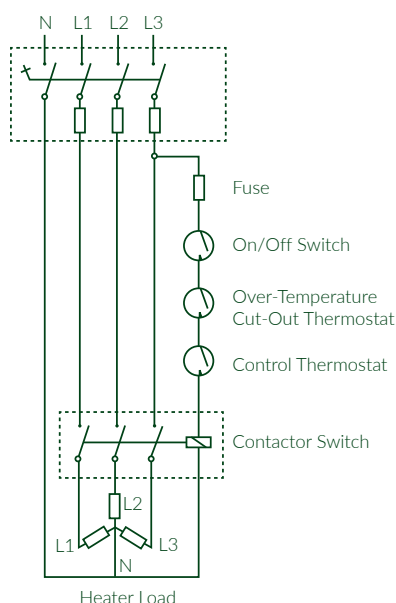 N L1 L2 L3
Fuse
On/Off Switch
Over-Temperature
Cut-Out Thermostat
Control Thermostat
Contactor Switch
L2
L1 L3
N
Heater Load